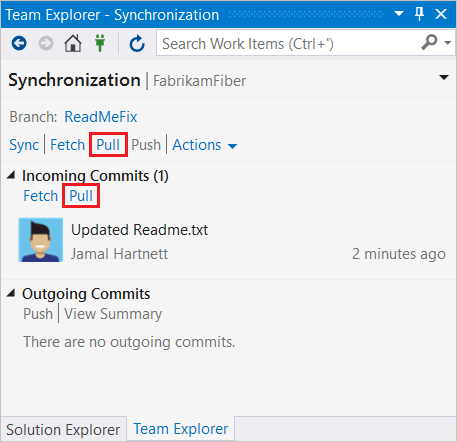 Team Explorer - Synchronization
Search Work Items (Ctrl+')
Synchronization | FabrikamFiber
Branch: ReadMeFix
Sync | Fetch | Pull | Push | Actions
Incoming Commits (1)
Fetch | Pull
Updated Readme.txt
Jamal Hartnett 2 minutes ago
Outgoing Commits
Push | View Summary
There are no outgoing commits.
Solution Explorer Team Explorer